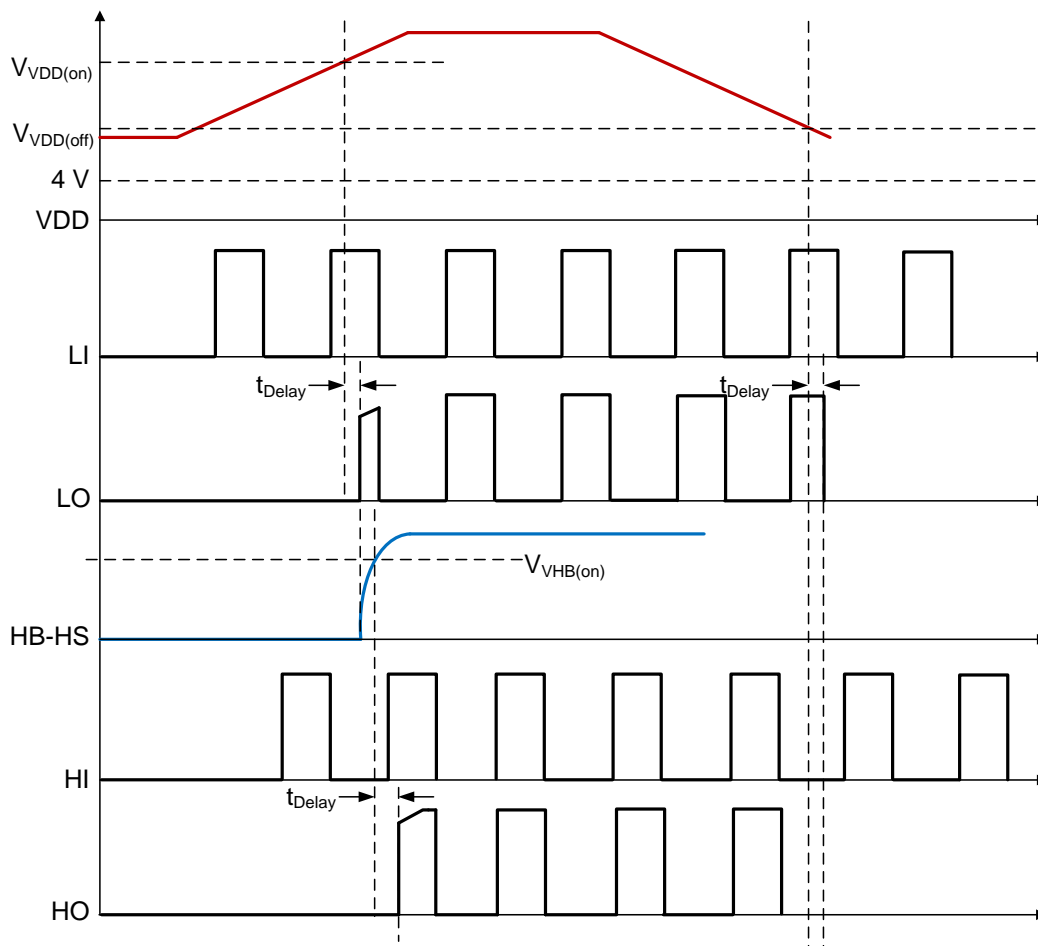 VVDD(on)
VVDD(off)
4 V
VDD
LI
tDelay
tDelay
LO
VVHB(on)
HB-HS
HI
tDelay
HO